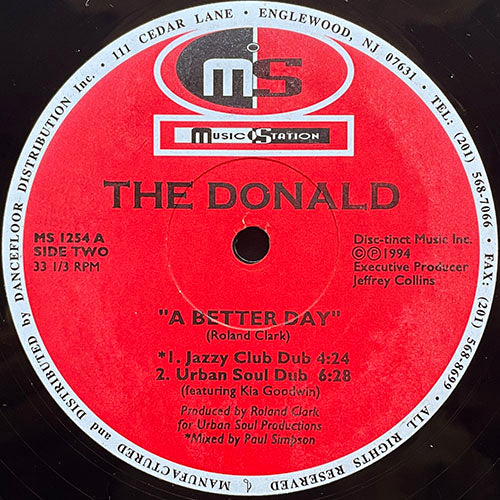 MANUFACTURED and DISTRIBUTED by DANCEFLOOR DISTRIBUTION Inc. • 111 CEDAR LANE • ENGLEWOOD, NJ 07631 • TEL: (201) 568-7066 • FAX: (201) 568-8699 • ALL RIGHTS RESERVED &
mS
MUSIC STATION
THE DONALD
MS 1254 A
SIDE TWO
33 1/3 RPM
Disc-tinct Music Inc.
©℗1994
Executive Producer
Jeffrey Collins
"A BETTER DAY"
(Roland Clark)
*1. Jazzy Club Dub 4:24
2. Urban Soul Dub 6:28
(featuring Kia Goodwin)
Produced by Roland Clark
for Urban Soul Productions
*Mixed by Paul Simpson